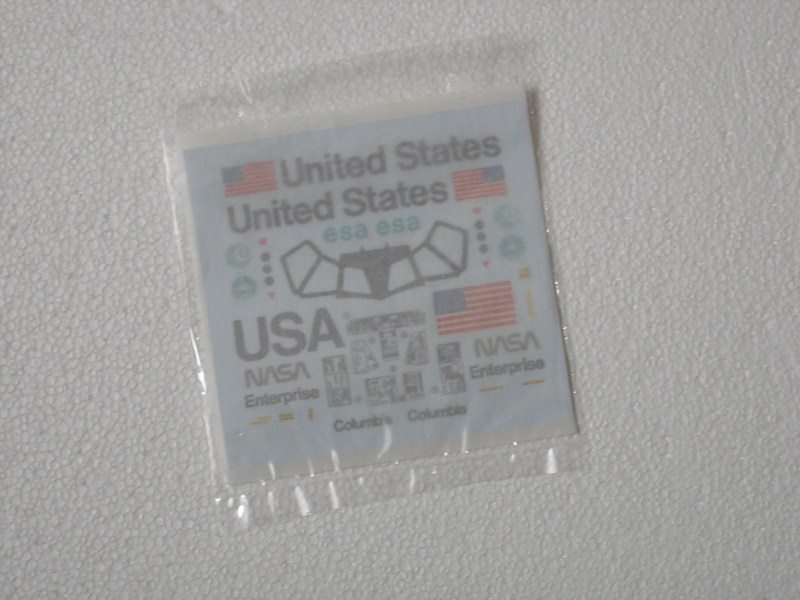 United States
United States
esa esa
USA
NASA
NASA
Enterprise
Enterprise
Columbia Columbia